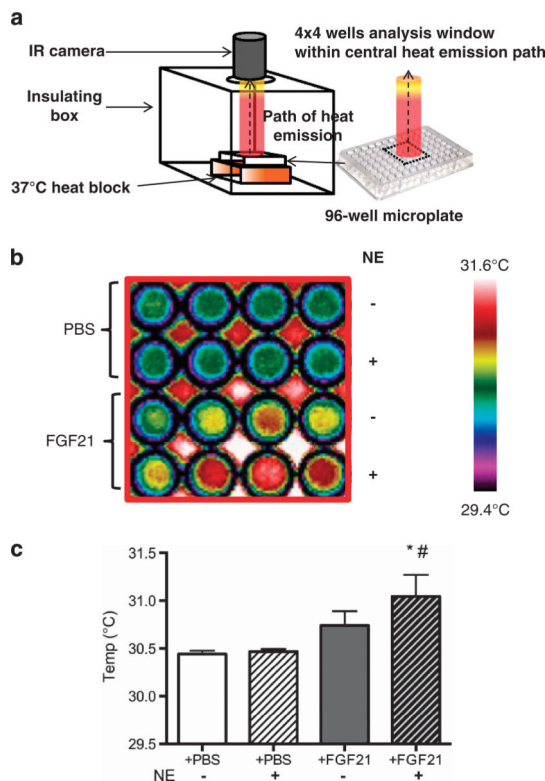 a
IR camera
Insulating
box
37°C heat block
Path of heat
emission
4x4 wells analysis window
within central heat emission path
96-well microplate
b
NE
PBS
-
+
FGF21
-
+
31.6°C
29.4°C
c
* #
Temp (°C)
31.5
31.0
30.5
30.0
29.5
+PBS +PBS +FGF21 +FGF21
NE - + - +